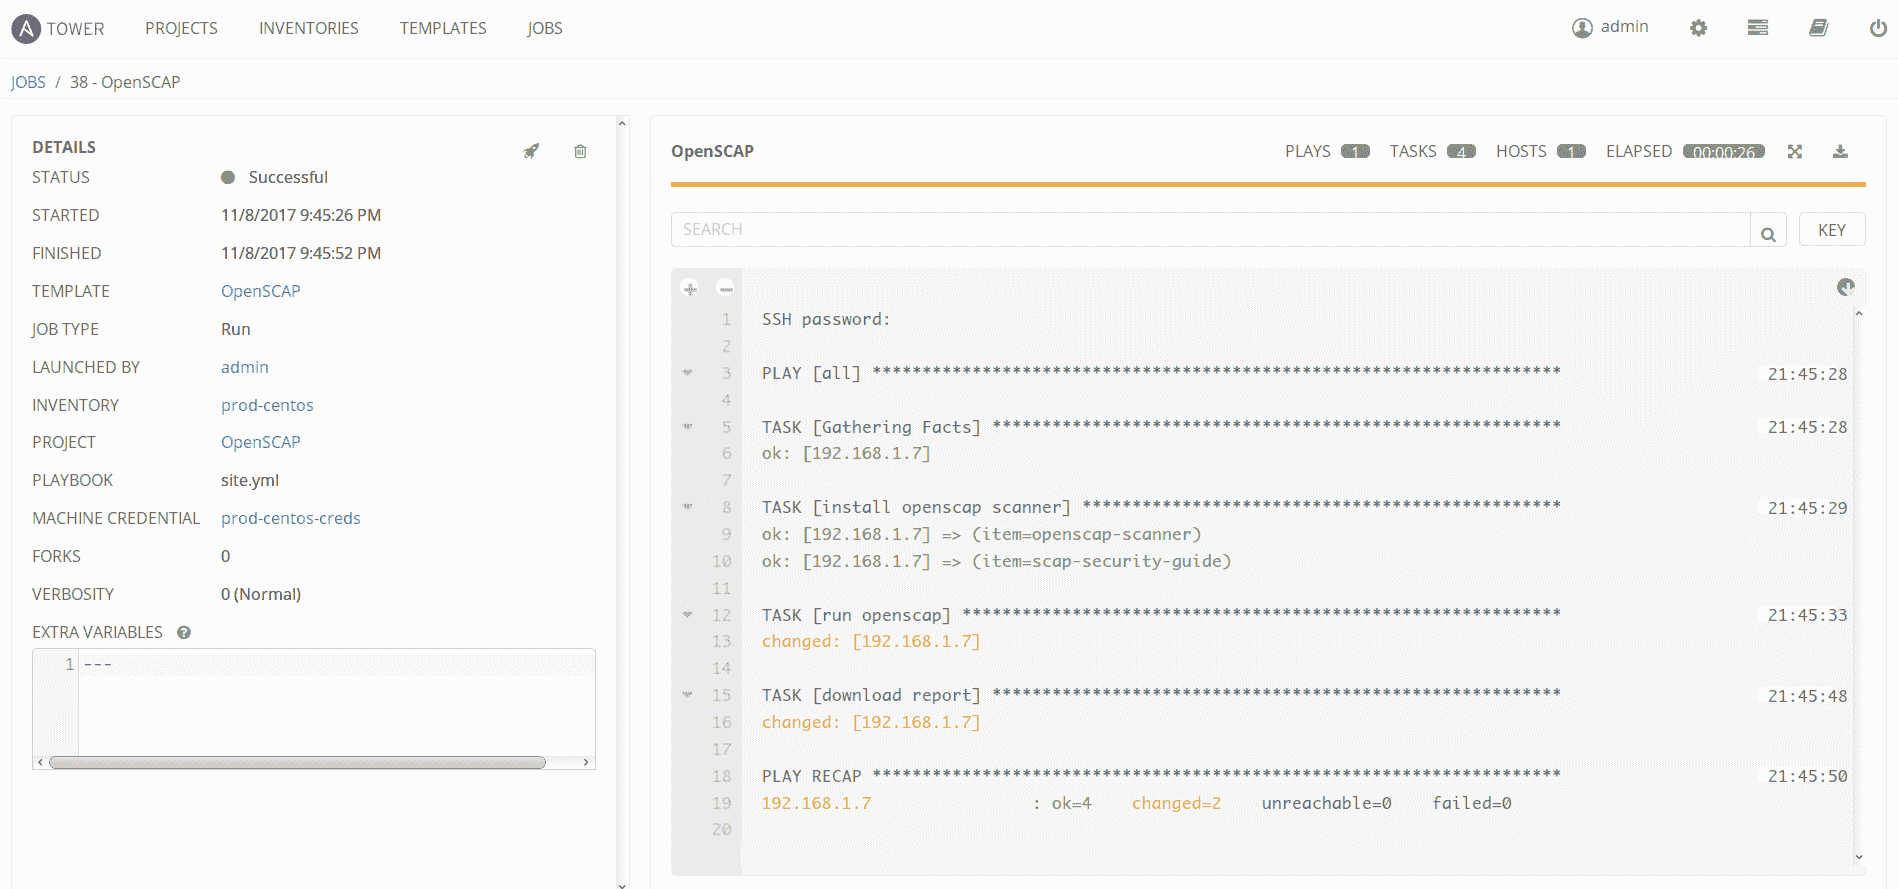 TOWER PROJECTS INVENTORIES TEMPLATES JOBS admin
JOBS / 38 - OpenSCAP
DETAILS
STATUS Successful
STARTED 11/8/2017 9:45:26 PM
FINISHED 11/8/2017 9:45:52 PM
TEMPLATE OpenSCAP
JOB TYPE Run
LAUNCHED BY admin
INVENTORY prod-centos
PROJECT OpenSCAP
PLAYBOOK site.yml
MACHINE CREDENTIAL prod-centos-creds
FORKS 0
VERBOSITY 0 (Normal)
EXTRA VARIABLES ?
1 ---
OpenSCAP PLAYS 1 TASKS 4 HOSTS 1 ELAPSED 00:00:26
SEARCH KEY
1 SSH password:
2
3 PLAY [all] ********************************************************************* 21:45:28
4
5 TASK [Gathering Facts] ********************************************************* 21:45:28
6 ok: [192.168.1.7]
7
8 TASK [install openscap scanner] ************************************************ 21:45:29
9 ok: [192.168.1.7] => (item=openscap-scanner)
10 ok: [192.168.1.7] => (item=scap-security-guide)
11
12 TASK [run openscap] ************************************************************ 21:45:33
13 changed: [192.168.1.7]
14
15 TASK [download report] ********************************************************* 21:45:48
16 changed: [192.168.1.7]
17
18 PLAY RECAP ********************************************************************* 21:45:50
19 192.168.1.7 : ok=4 changed=2 unreachable=0 failed=0
20